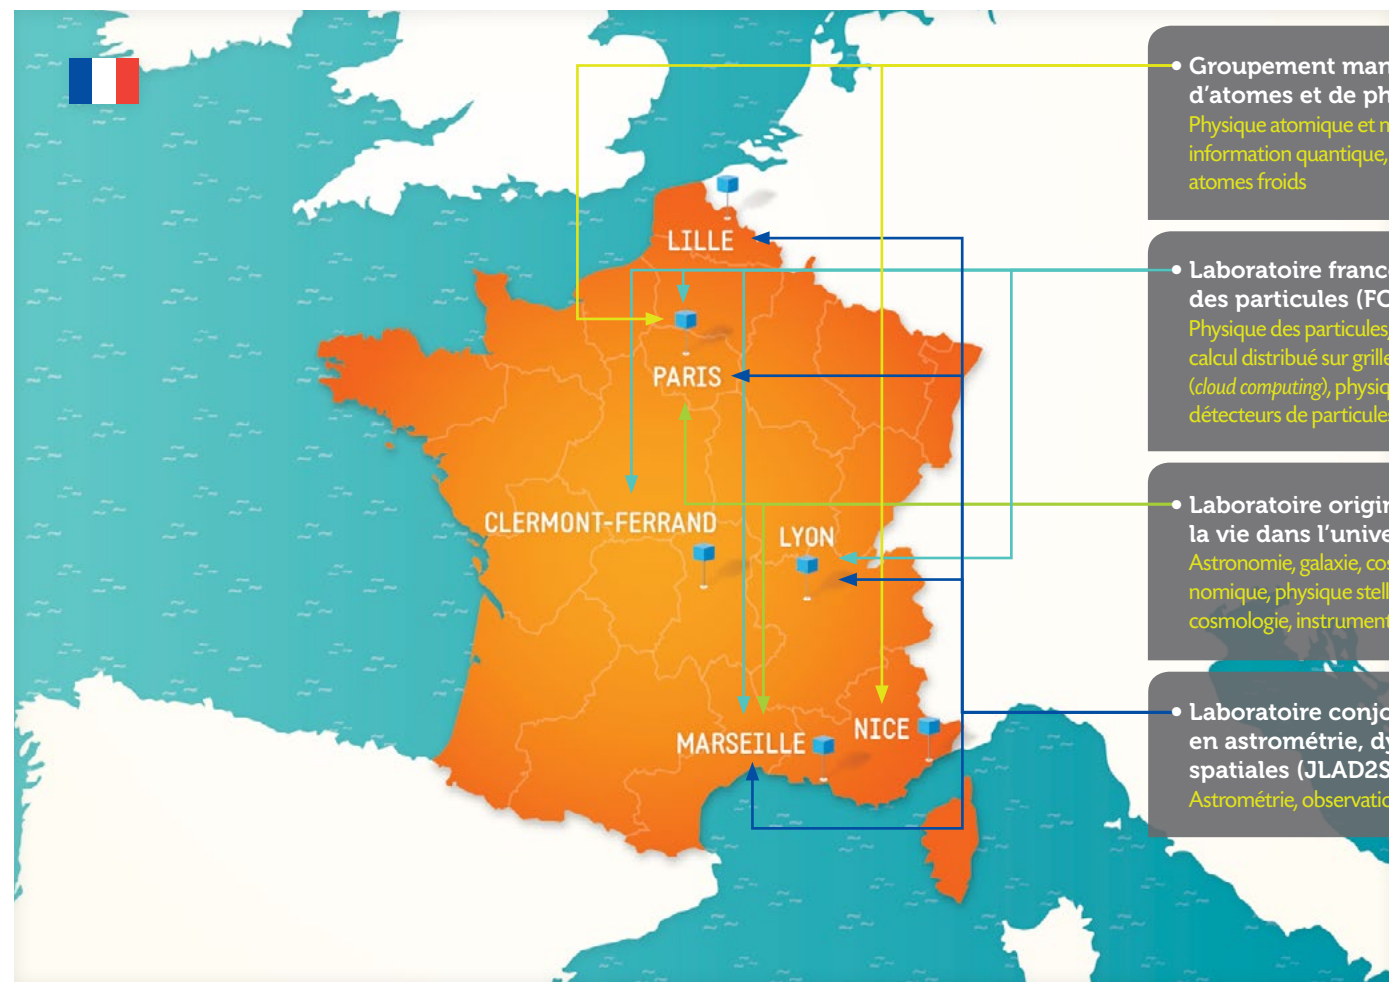 LILLE
PARIS
CLERMONT-FERRAND
LYON
MARSEILLE
NICE
• Groupement man
d'atomes et de ph
Physique atomique et m
information quantique,
atomes froids
• Laboratoire franc
des particules (FC
Physique des particules,
calcul distribué sur grille
(cloud computing), physiq
détecteurs de particule
• Laboratoire origin
la vie dans l'unive
Astronomie, galaxie, cos
nomique, physique stell
cosmologie, instrument
• Laboratoire conjo
en astrométrie, dy
spatiales (JLAD2S
Astrométrie, observatio